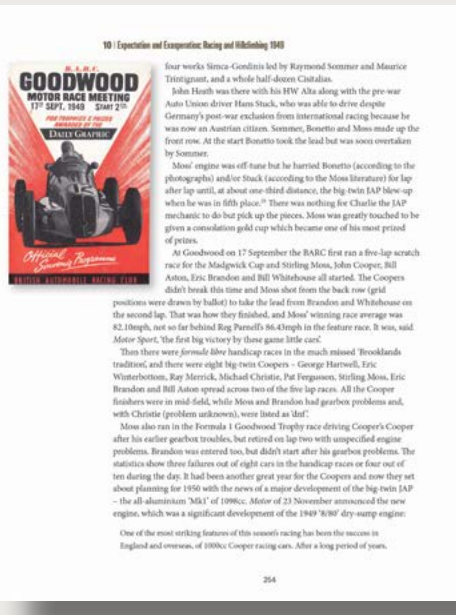 10 | Expectation and Exasperation: Racing and Hillclimbing 1949
B.A.R.C.
GOODWOOD
MOTOR RACE MEETING
17TH SEPT. 1949 START 2PM
FOR TROPHIES & PRIZES
AWARDED BY THE
DAILY GRAPHIC
Official
Souvenir Programme
BRITISH AUTOMOBILE RACING CLUB
four works Simca-Gordinis led by Raymond Sommer and Maurice
Trintignant, and a whole half-dozen Cisitalias.
John Heath was there with his HW Alta along with the pre-war
Auto Union driver Hans Stuck, who was able to drive despite
Germany's post-war exclusion from international racing because he
was now an Austrian citizen. Sommer, Bonetto and Moss made up the
front row. At the start Bonetto took the lead but was soon overtaken
by Sommer.
Moss' engine was off-tune but he harried Bonetto (according to the
photographs) and/or Stuck (according to the Moss literature) for lap
after lap until, at about one-third distance, the big-twin JAP blew-up
when he was in fifth place. There was nothing for Charlie the JAP
mechanic to do but pick up the pieces. Moss was greatly touched to be
given a consolation gold cup which became one of his most prized
of prizes.
At Goodwood on 17 September the BARC first ran a five-lap scratch
race for the Madgwick Cup and Stirling Moss, John Cooper, Bill
Aston, Eric Brandon and Bill Whitehouse all started. The Coopers
didn't break this time and Moss shot from the back row (grid
positions were drawn by ballot) to take the lead from Brandon and Whitehouse on
the second lap. That was how they finished, and Moss' winning race average was
82.10mph, not so far behind Reg Parnell's 86.43mph in the feature race. It was, said
Motor Sport, 'the first big victory by these game little cars'.
Then there were formule libre handicap races in the much missed 'Brooklands
tradition', and there were eight big-twin Coopers – George Hartwell, Eric
Winterbottom, Ray Merrick, Michael Christie, Pat Fergusson, Stirling Moss, Eric
Brandon and Bill Aston spread across two of the five lap races. All the Cooper
finishers were in mid-field, while Moss and Brandon had gearbox problems and,
with Christie (problem unknown), were listed as 'dnf'.
Moss also ran in the Formula 1 Goodwood Trophy race driving Cooper's Cooper
after his earlier gearbox troubles, but retired on lap two with unspecified engine
problems. Brandon was entered too, but didn't start after his gearbox problems. The
statistics show three failures out of eight cars in the handicap races or four out of
ten during the day. It had been another great year for the Coopers and now they set
about planning for 1950 with the news of a major development of the big-twin JAP
– the all-aluminium 'Mk1' of 1098cc. Motor of 23 November announced the new
engine, which was a significant development of the 1949 '8/80' dry-sump engine:
One of the most striking features of this season's racing has been the success in
England and overseas, of 1000cc Cooper racing cars. After a long period of years,
254